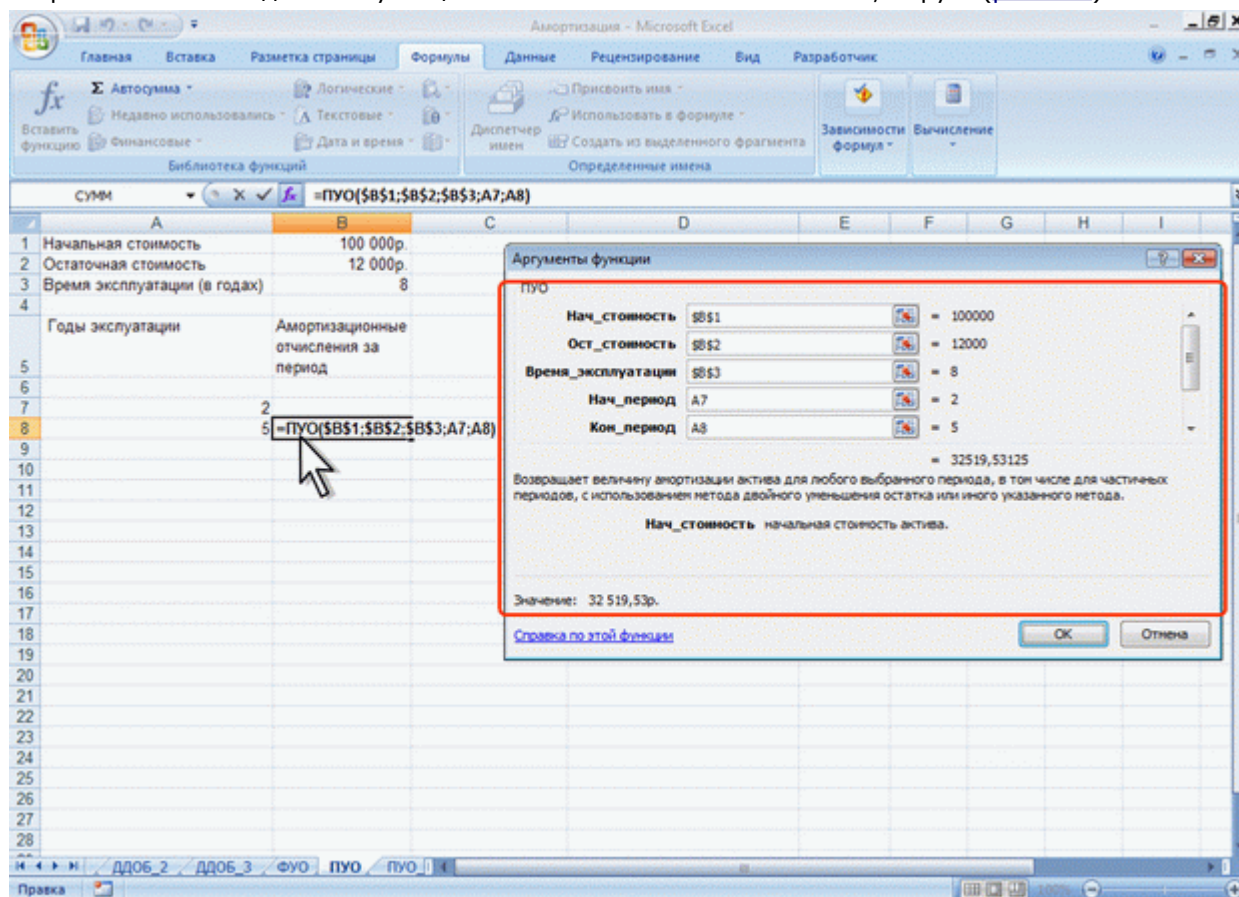 Амортизация - Microsoft Excel
Главная Вставка Разметка страницы Формулы Данные Рецензирование Вид Разработчик
fx Вставить функцию
Σ Автосумма
Недавно использовались
Финансовые
Логические
Текстовые
Дата и время
Библиотека функций
Диспетчер имен
Присвоить имя
Использовать в формуле
Создать из выделенного фрагмента
Определенные имена
Зависимости формул
Вычисление
СУММ fx =ПУО($B$1;$B$2;$B$3;A7;A8)
A B C D E F G H I
1 Начальная стоимость 100 000р.
2 Остаточная стоимость 12 000р.
3 Время эксплуатации (в годах) 8
4
5 Годы экслуатации Амортизационные отчисления за период
6
7 2
8 5 =ПУО($B$1;$B$2;$B$3;A7;A8)
9
10
11
12
13
14
15
16
17
18
19
20
21
22
23
24
25
26
27
28
Аргументы функции
ПУО
Нач_стоимость $B$1 = 100000
Ост_стоимость $B$2 = 12000
Время_эксплуатации $B$3 = 8
Нач_период A7 = 2
Кон_период A8 = 5
= 32519,53125
Возвращает величину амортизации актива для любого выбранного периода, в том числе для частичных
периодов, с использованием метода двойного уменьшения остатка или иного указанного метода.
Нач_стоимость начальная стоимость актива.
Значение: 32 519,53р.
Справка по этой функции OK Отмена
ДДОБ_2 ДДОБ_3 ФУО ПУО ПУО_
Правка 100%